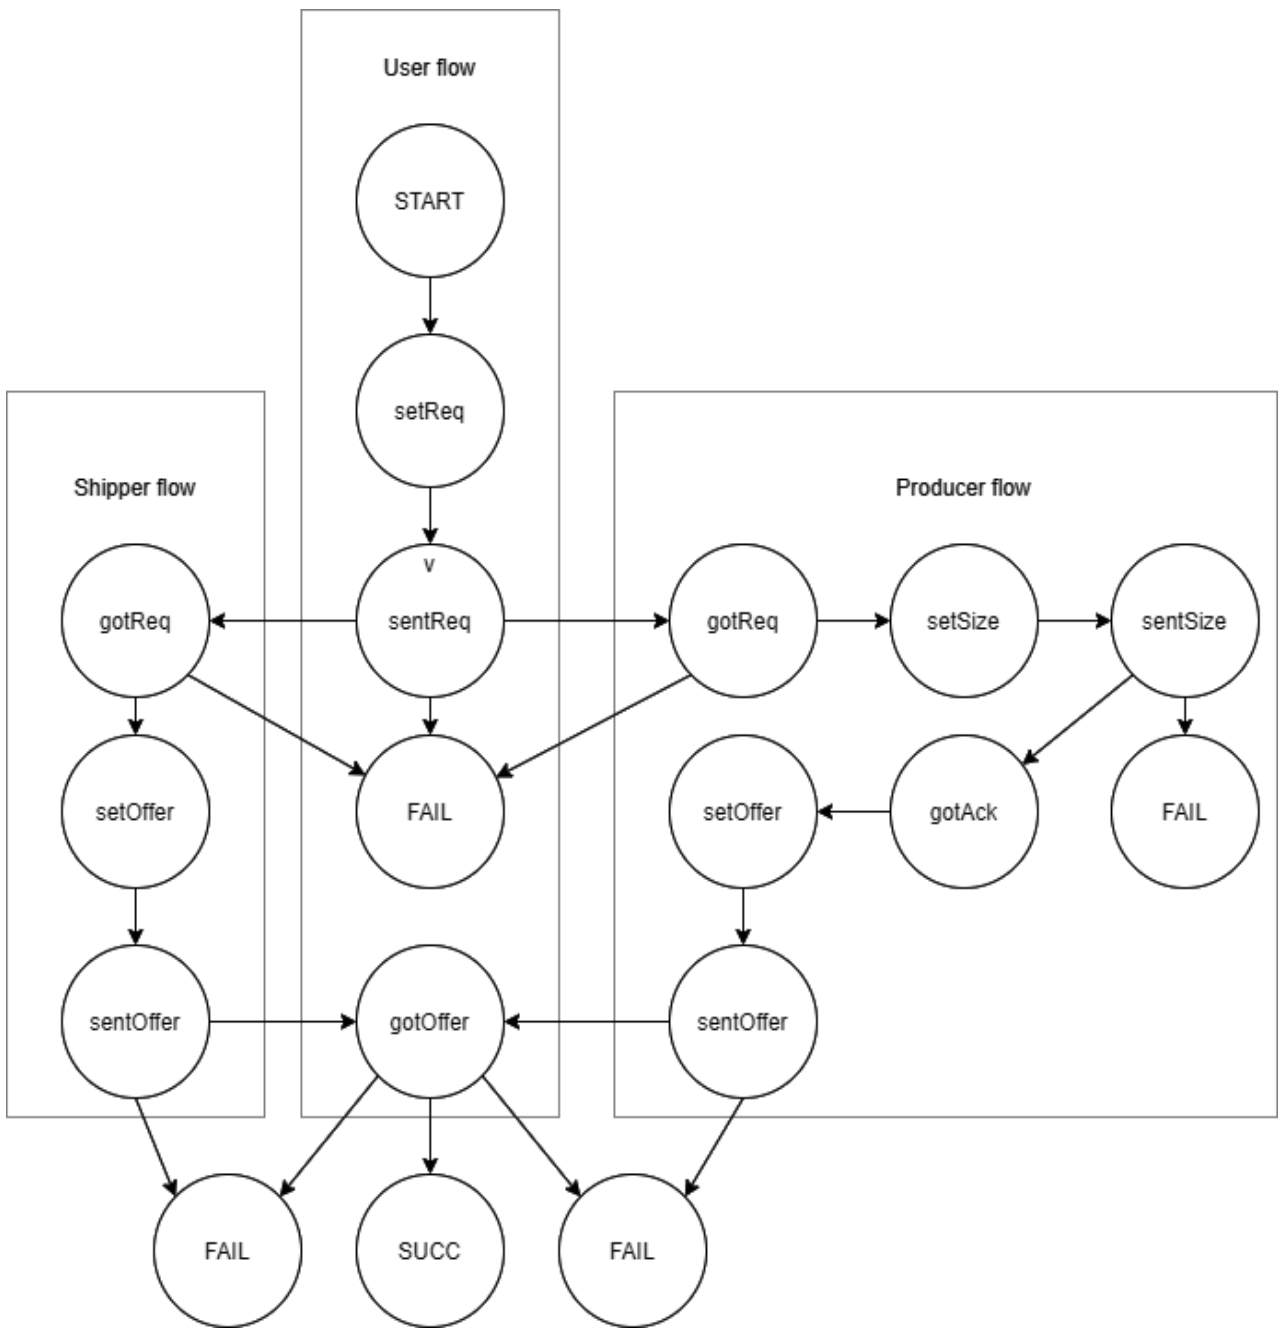 User flow
START
setReq
Shipper flow
Producer flow
v
gotReq
sentReq
gotReq
setSize
sentSize
setOffer
FAIL
setOffer
gotAck
FAIL
sentOffer
gotOffer
sentOffer
FAIL
SUCC
FAIL